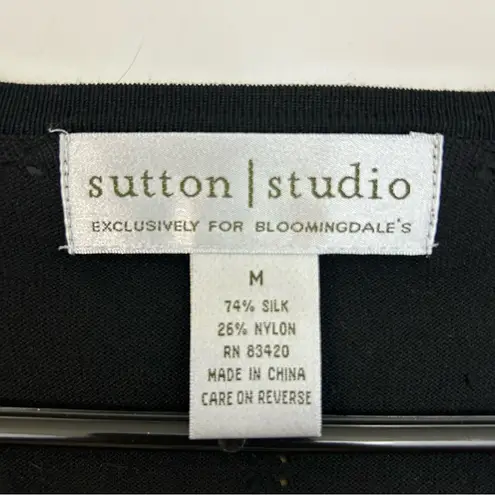 sutton | studio
EXCLUSIVELY FOR BLOOMINGDALE'S
M
74% SILK
26% NYLON
RN 83420
MADE IN CHINA
CARE ON REVERSE